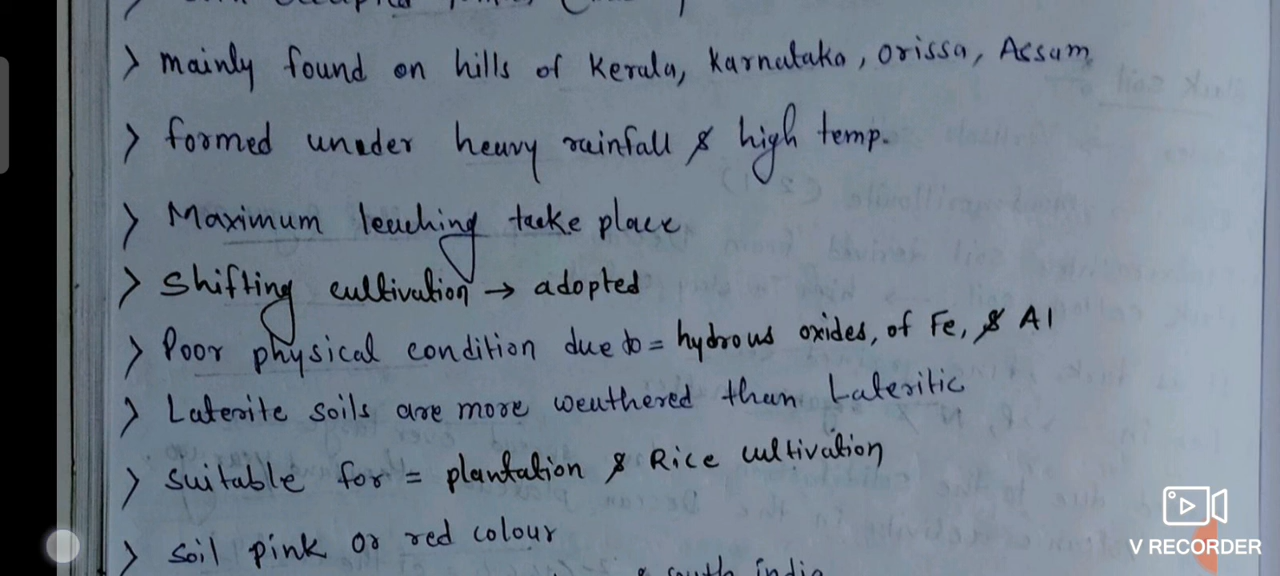 > mainly found on hills of Kerala, Karnataka, Orissa, Assam
> formed under heavy rainfall & high temp.
> Maximum leaching take place
> Shifting cultivation → adopted
> Poor physical condition due to = hydrous oxides, of Fe, & Al
> Laterite soils are more weathered than Lateritic
> Suitable for = plantation & Rice cultivation
> Soil pink or red colour
& south india
V RECORDER